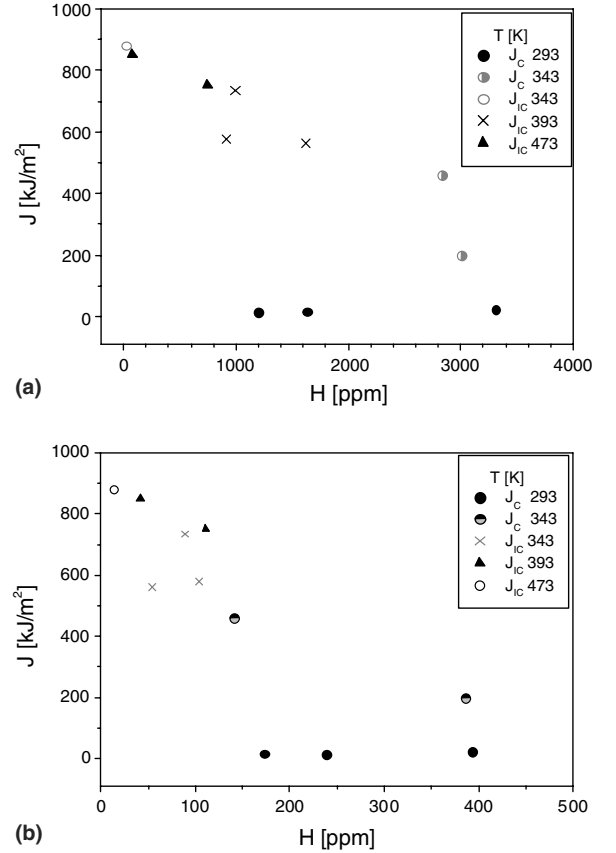 1000
800
600
400
200
0
J [kJ/m²]
T [K]
J_C 293
J_C 343
J_IC 343
J_IC 393
J_IC 473
0 1000 2000 3000 4000
H [ppm]
(a)
1000
800
600
400
200
0
J [kJ/m²]
T [K]
J_C 293
J_C 343
J_IC 343
J_IC 393
J_IC 473
0 100 200 300 400 500
H [ppm]
(b)